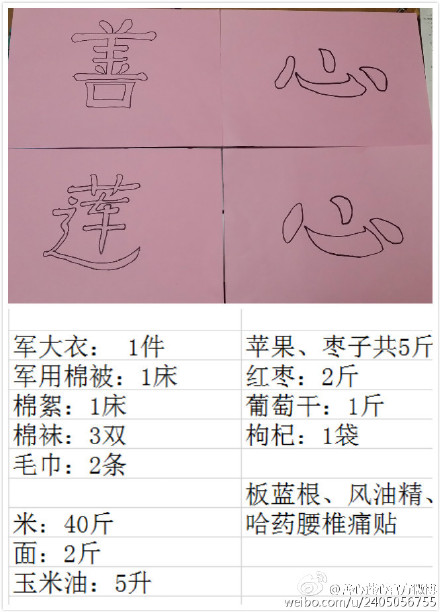 善 心
莲 心
军大衣： 1件
军用棉被：1床
棉絮：1床
棉袜：3双
毛巾：2条
米：40斤
面：2斤
玉米油：5升
苹果、枣子共5斤
红枣：2斤
葡萄干：1斤
枸杞：1袋
板蓝根、风油精、
哈药腰椎痛贴
weibo.com/u/2405056755